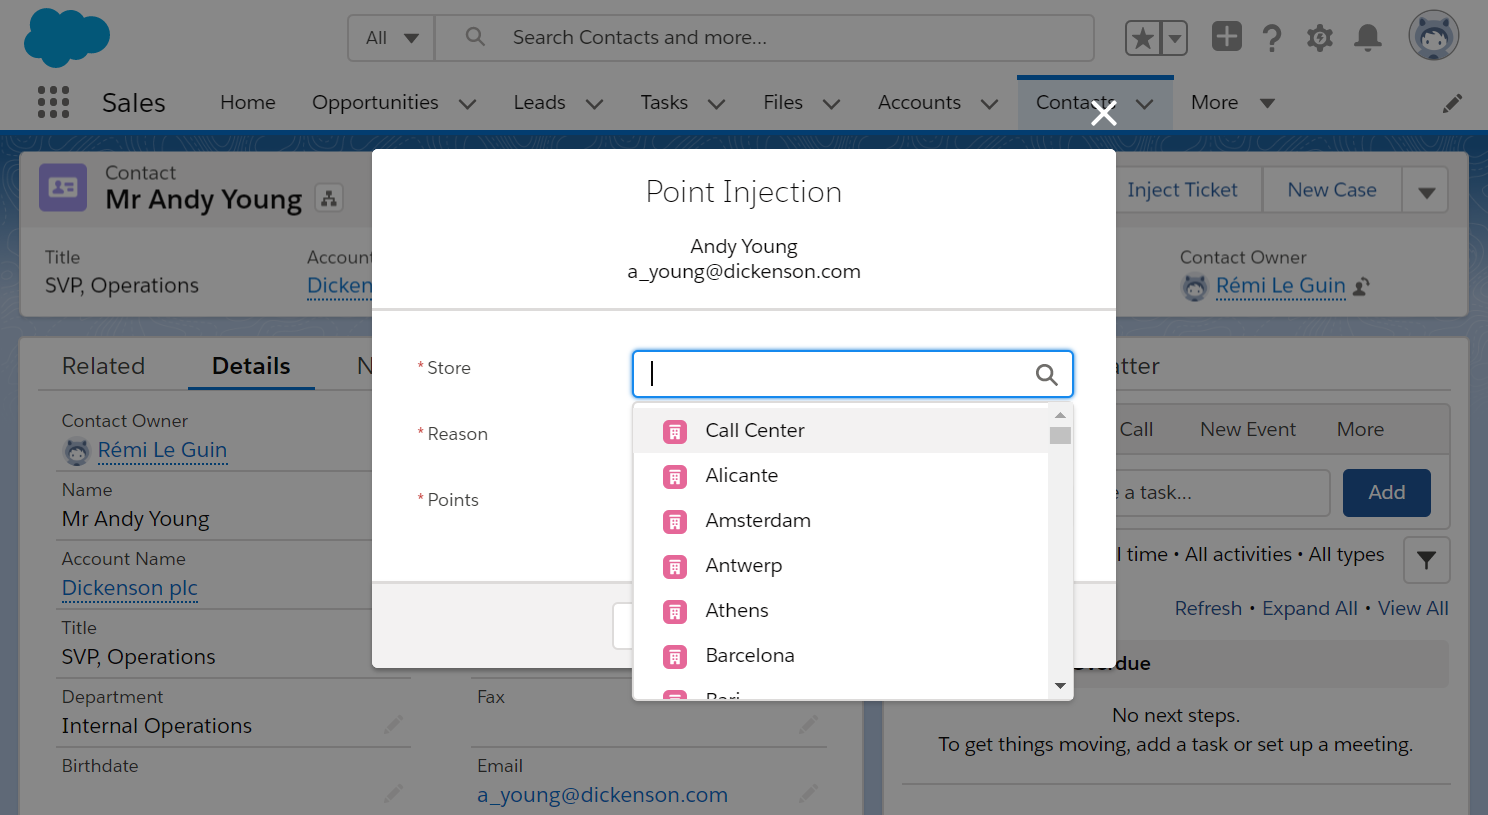 All
Search Contacts and more...
Sales
Home
Opportunities
Leads
Tasks
Files
Accounts
Contacts
More
Contact
Mr Andy Young
Inject Ticket
New Case
Title
SVP, Operations
Account
Dicken
Contact Owner
Rémi Le Guin
Point Injection
Andy Young
a_young@dickenson.com
* Store
* Reason
* Points
Call Center
Alicante
Amsterdam
Antwerp
Athens
Barcelona
Bari
Related
Details
Contact Owner
Rémi Le Guin
Name
Mr Andy Young
Account Name
Dickenson plc
Title
SVP, Operations
Department
Internal Operations
Birthdate
Fax
Email
a_young@dickenson.com
Call
New Event
More
a task...
Add
time • All activities • All types
Refresh • Expand All • View All
No next steps.
To get things moving, add a task or set up a meeting.